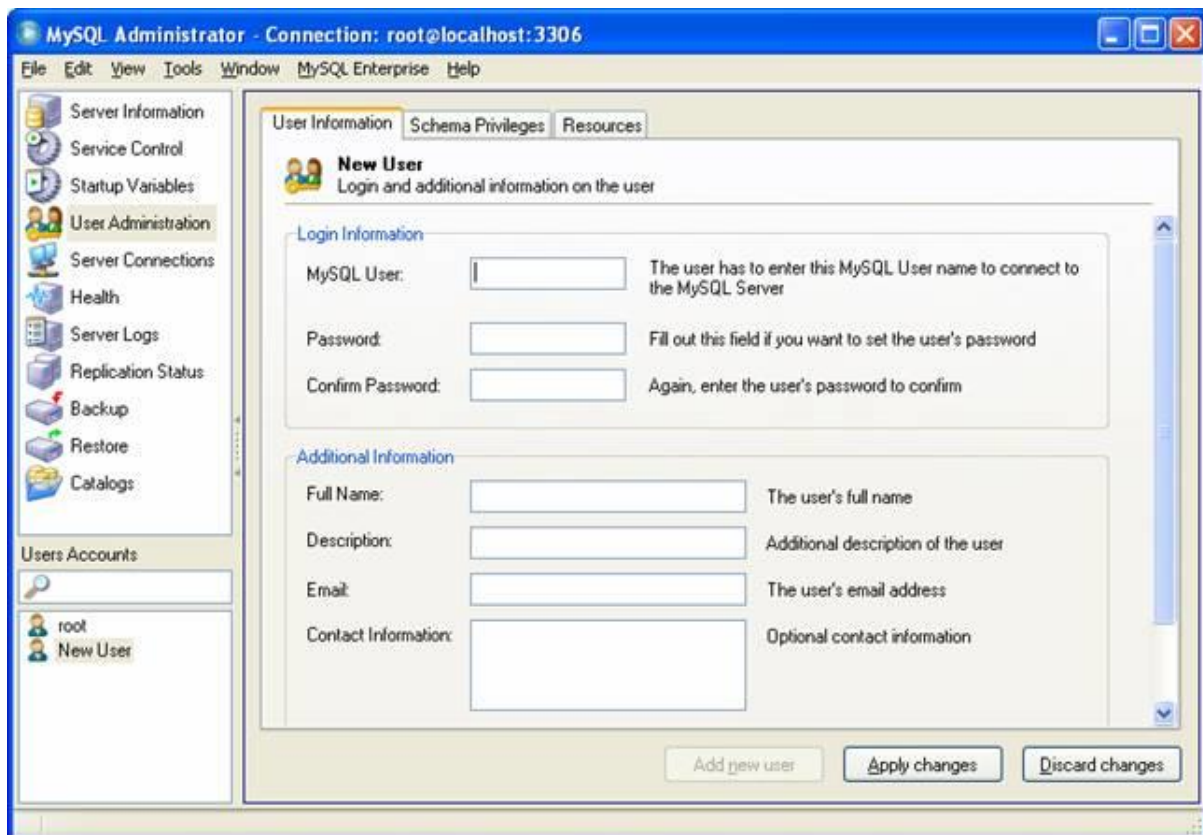 MySQL Administrator - Connection: root@localhost:3306
File Edit View Tools Window MySQL Enterprise Help
Server Information
Service Control
Startup Variables
User Administration
Server Connections
Health
Server Logs
Replication Status
Backup
Restore
Catalogs
Users Accounts
root
New User
User Information Schema Privileges Resources
New User
Login and additional information on the user
Login Information
MySQL User: The user has to enter this MySQL User name to connect to
the MySQL Server
Password: Fill out this field if you want to set the user's password
Confirm Password: Again, enter the user's password to confirm
Additional Information
Full Name: The user's full name
Description: Additional description of the user
Email: The user's email address
Contact Information: Optional contact information
Add new user Apply changes Discard changes